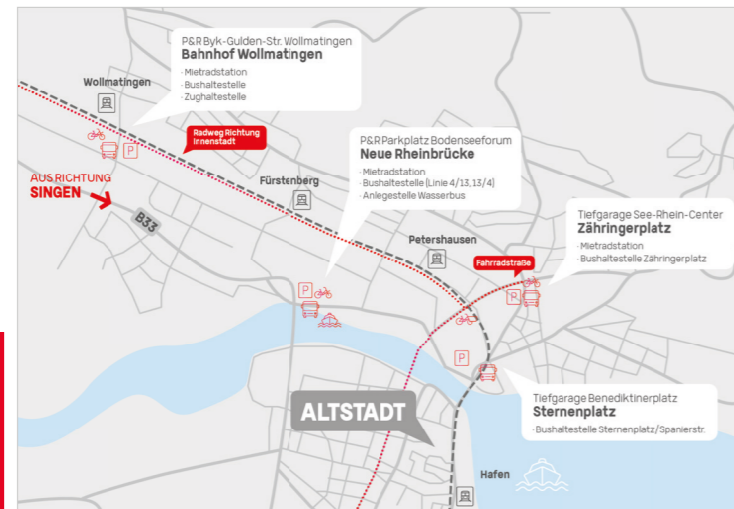 P&R Byk-Gulden-Str. Wollmatingen
Bahnhof Wollmatingen
· Mietradstation
· Bushaltestelle
· Zughaltestelle
Wollmatingen
P
Radweg Richtung
Innenstadt
AUS RICHTUNG
SINGEN
B33
Fürstenberg
P&R Parkplatz Bodenseeforum
Neue Rheinbrücke
· Mietradstation
· Bushaltestelle (Linie 4/13, 13/4)
· Anlegestelle Wasserbus
Petershausen
Fahrradstraße
Tiefgarage See-Rhein-Center
Zähringerplatz
· Mietradstation
· Bushaltestelle Zähringerplatz
P
P
P
ALTSTADT
Tiefgarage Benediktinerplatz
Sternenplatz
· Bushaltestelle Sternenplatz/Spanierstr.
Hafen